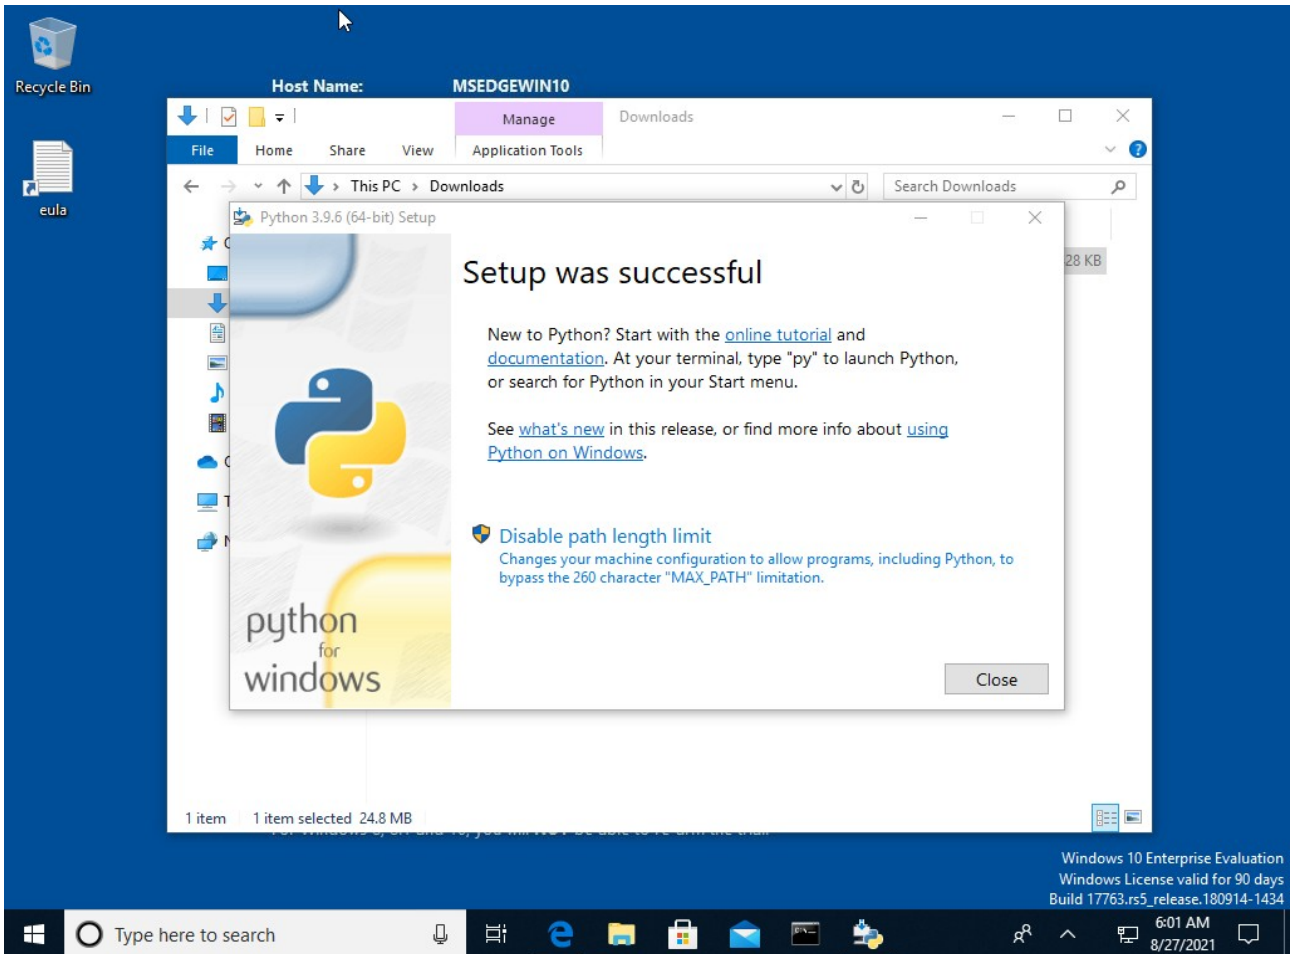 Recycle Bin
eula
Host Name: MSEDGEWIN10
Manage Downloads
File Home Share View Application Tools
This PC > Downloads
Search Downloads
Python 3.9.6 (64-bit) Setup
28 KB
Setup was successful
New to Python? Start with the online tutorial and
documentation. At your terminal, type "py" to launch Python,
or search for Python in your Start menu.
See what's new in this release, or find more info about using
Python on Windows.
Disable path length limit
Changes your machine configuration to allow programs, including Python, to
bypass the 260 character "MAX_PATH" limitation.
python
for
windows
Close
1 item 1 item selected 24.8 MB
Windows 10 Enterprise Evaluation
Windows License valid for 90 days
Build 17763.rs5_release.180914-1434
Type here to search
6:01 AM
8/27/2021